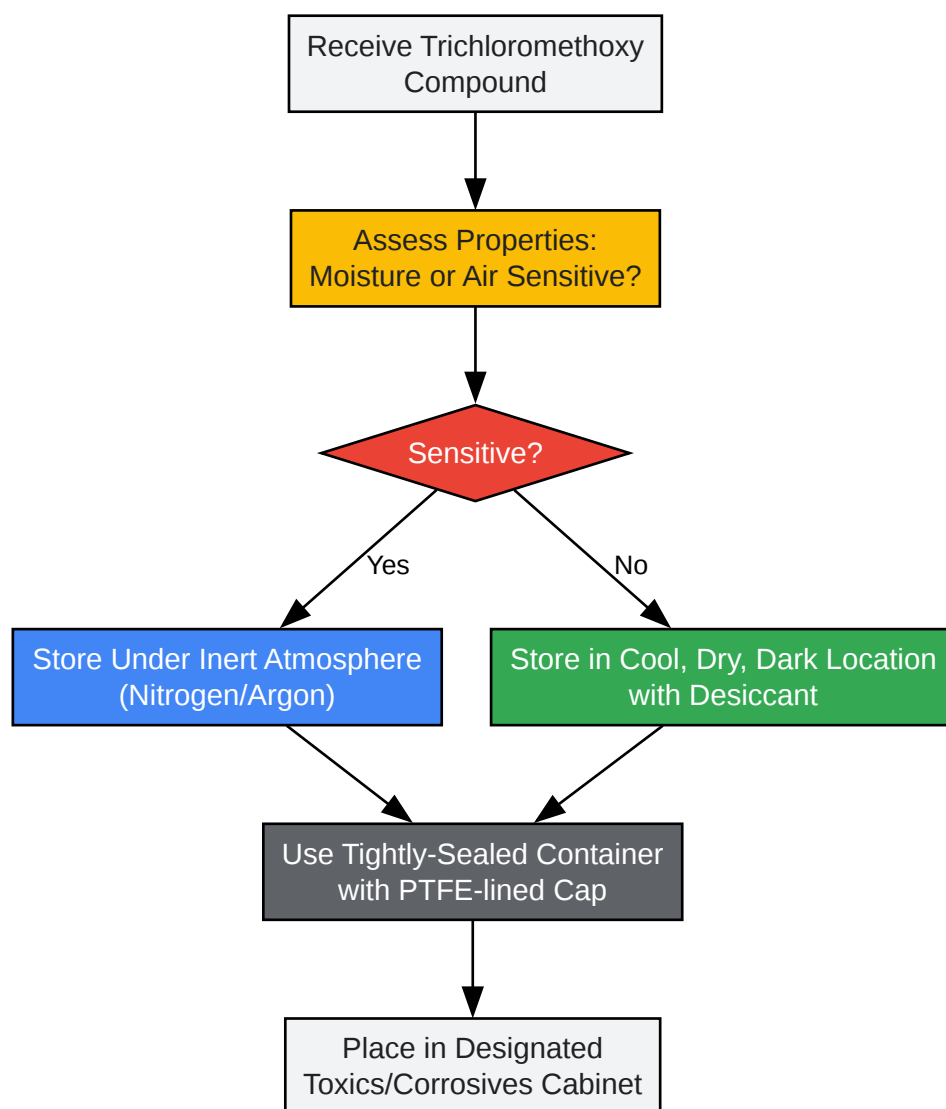 Receive Trichloromethoxy
Compound
Assess Properties:
Moisture or Air Sensitive?
Sensitive?
Yes
No
Store Under Inert Atmosphere
(Nitrogen/Argon)
Store in Cool, Dry, Dark Location
with Desiccant
Use Tightly-Sealed Container
with PTFE-lined Cap
Place in Designated
Toxics/Corrosives Cabinet